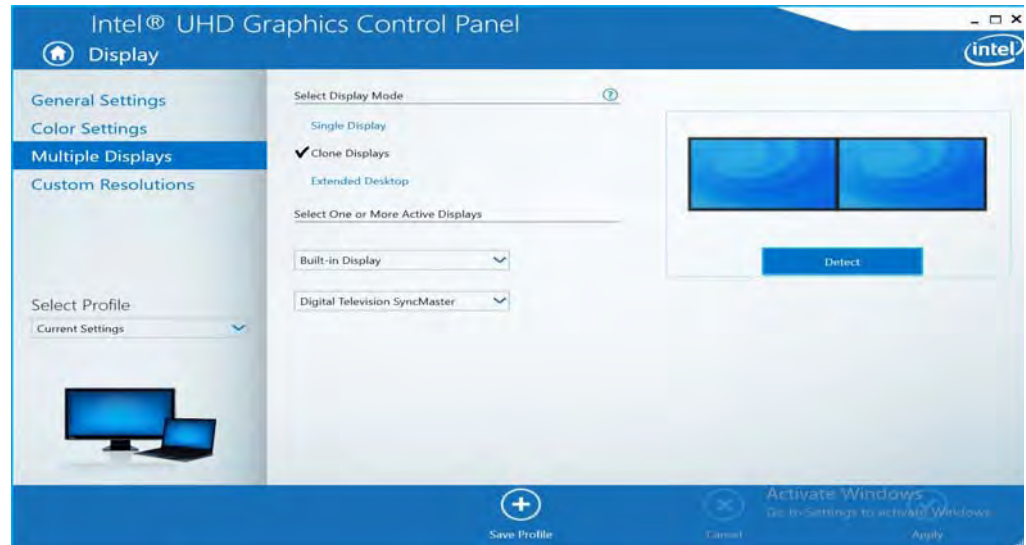 Intel® UHD Graphics Control Panel
Display
intel
General Settings
Color Settings
Multiple Displays
Custom Resolutions
Select Profile
Current Settings
Select Display Mode
Single Display
Clone Displays
Extended Desktop
Select One or More Active Displays
Built-in Display
Digital Television SyncMaster
Detect
Save Profile
Cancel
Apply
Activate Windows
Go to Settings to activate Windows.